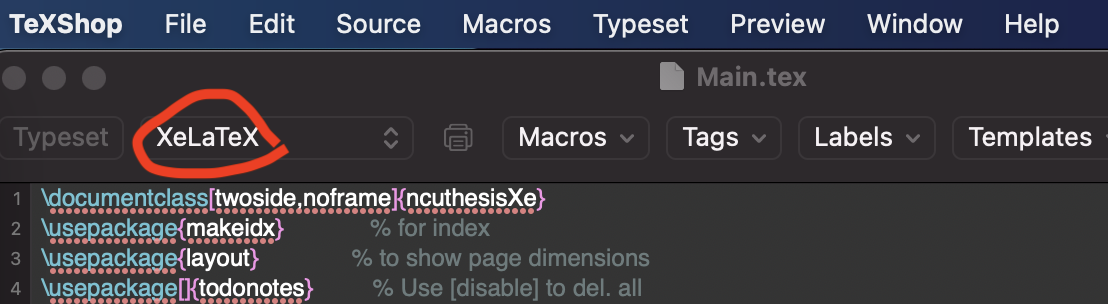 TeXShop File Edit Source Macros Typeset Preview Window Help
Main.tex
Typeset XeLaTeX Macros Tags Labels Templates
1 \documentclass[twoside,noframe]{ncuthesisXe}
2 \usepackage{makeidx} % for index
3 \usepackage{layout} % to show page dimensions
4 \usepackage[]{todonotes} % Use [disable] to del. all